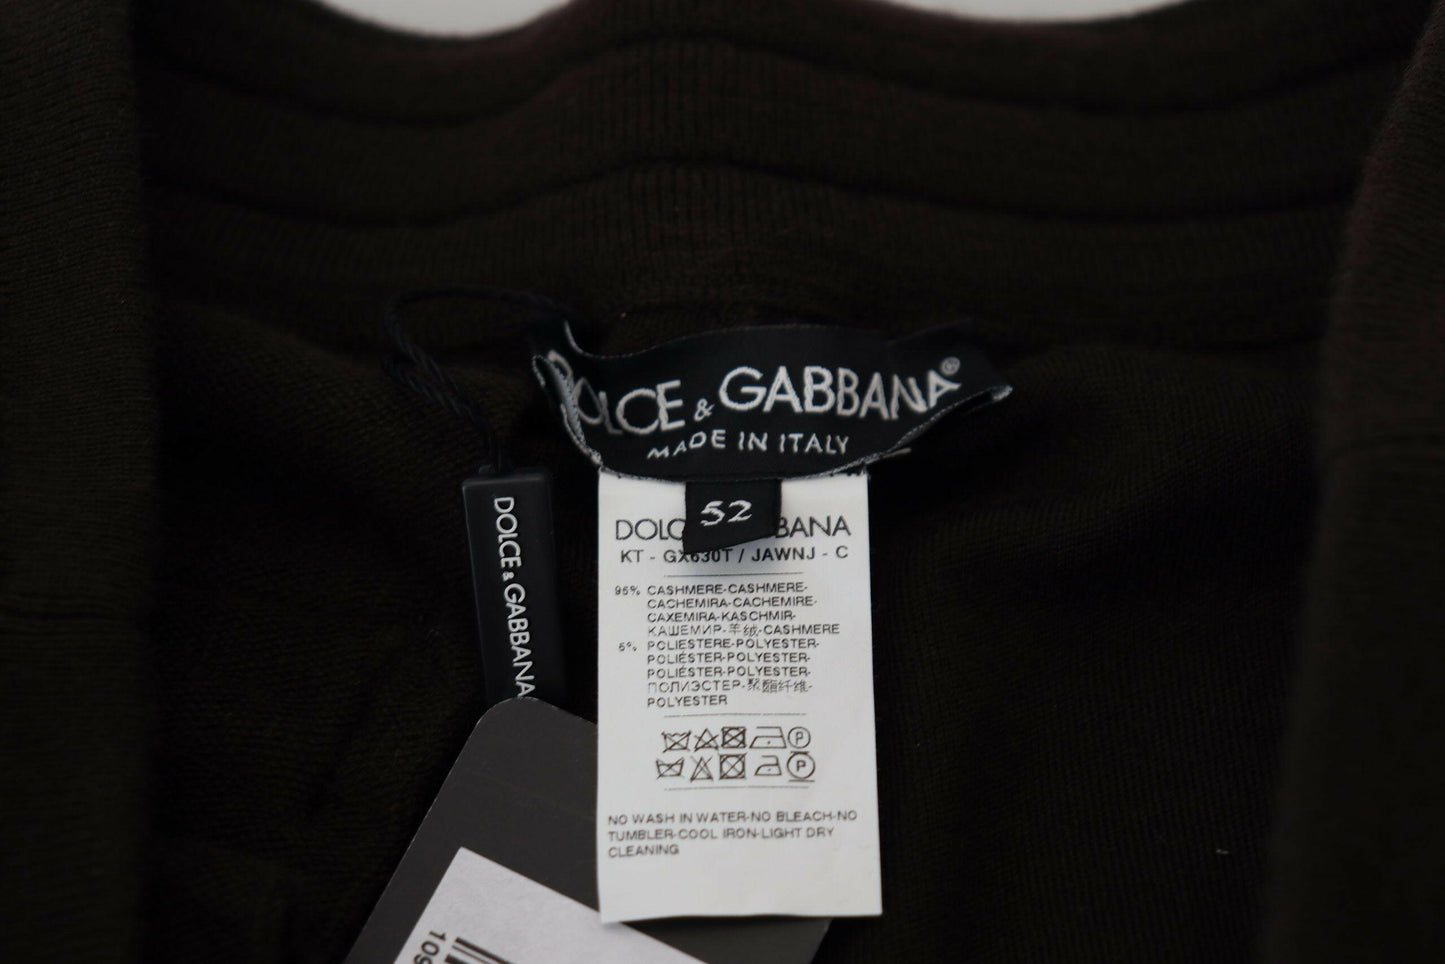 DOLCE & GABBANA®
MADE IN ITALY
52
DOLCE & GABBANA
DOLC BANA
KT - GX630T / JAWNJ - C
95% CASHMERE-CASHMERE-
CACHEMIRA-CACHEMIRE-
CAXEMIRA-KASCHMIR-
КАШЕМИР-羊绒-CASHMERE
5% POLIESTERE-POLYESTER-
POLIÉSTER-POLYESTER-
POLIÉSTER-POLYESTER-
ПОЛИЭСТЕР-聚酯纤维-
POLYESTER
P
P
NO WASH IN WATER-NO BLEACH-NO
TUMBLER-COOL IRON-LIGHT DRY
CLEANING